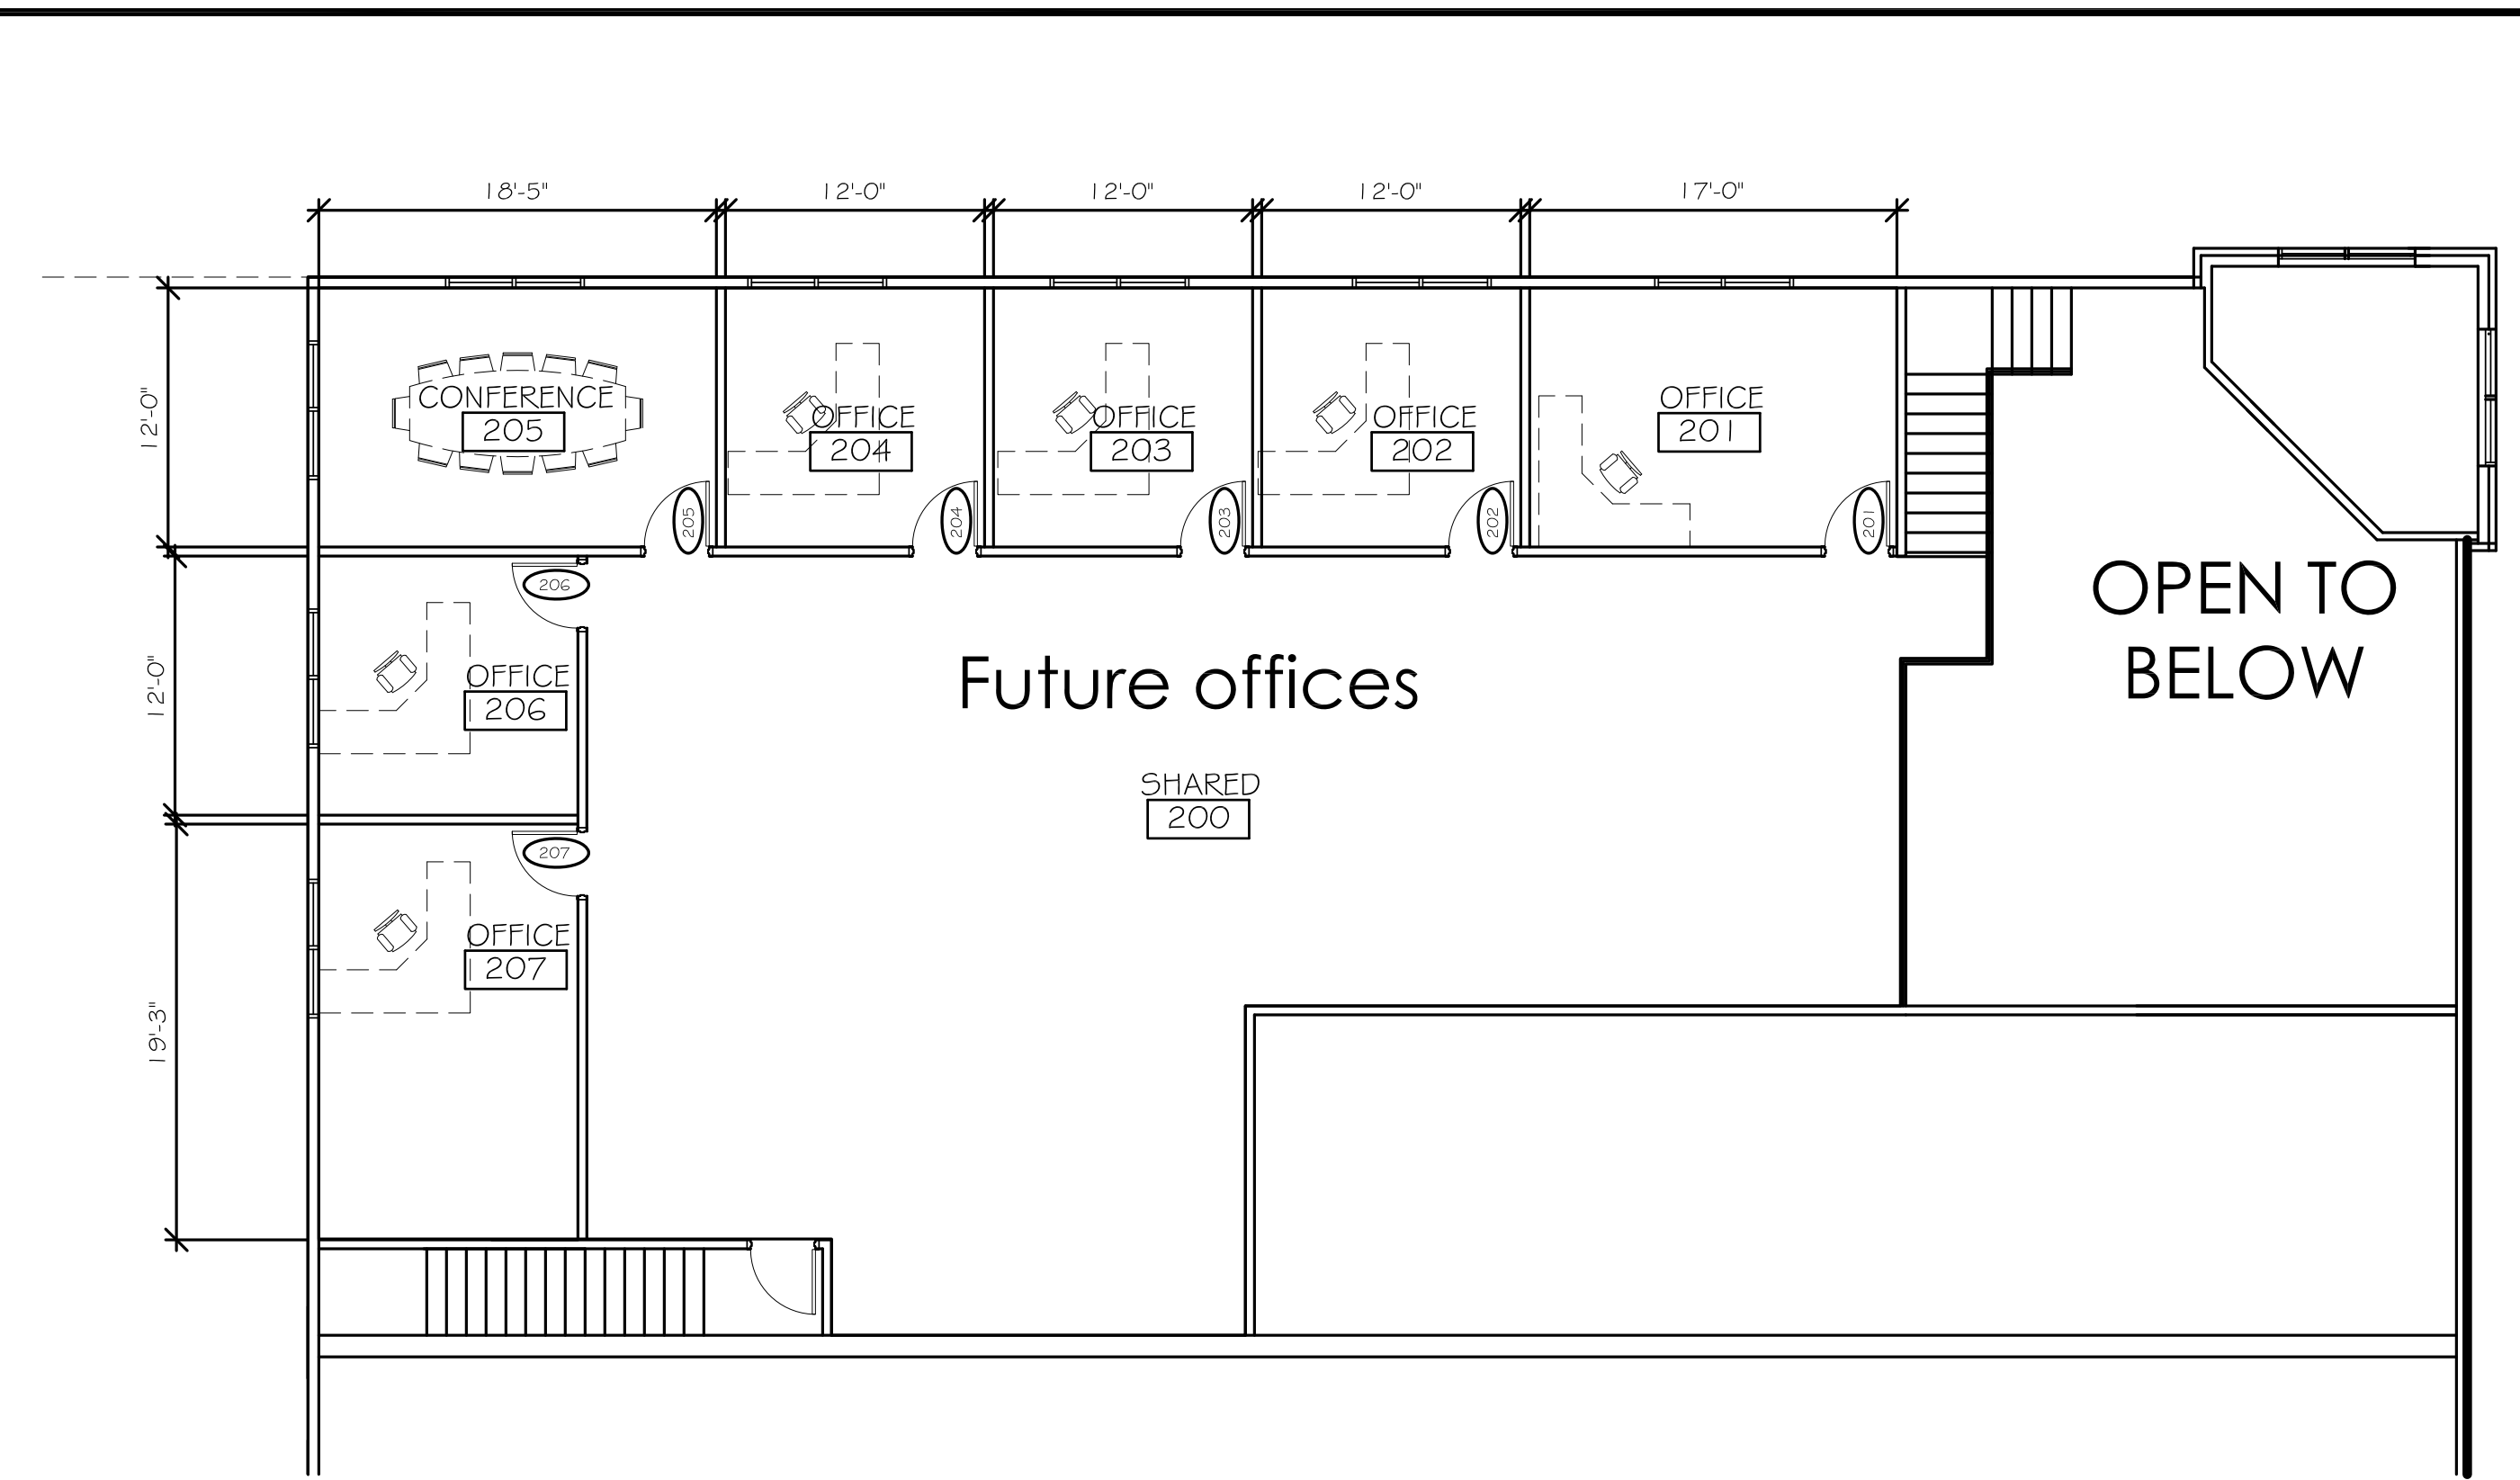 18'-5"
12'-0"
12'-0"
12'-0"
17'-0"
12'-0"
CONFERENCE
205
OFFICE
204
OFFICE
203
OFFICE
202
OFFICE
201
205
204
203
202
201
206
OPEN TO
BELOW
12'-0"
OFFICE
206
Future offices
SHARED
200
207
OFFICE
207
19'-3"